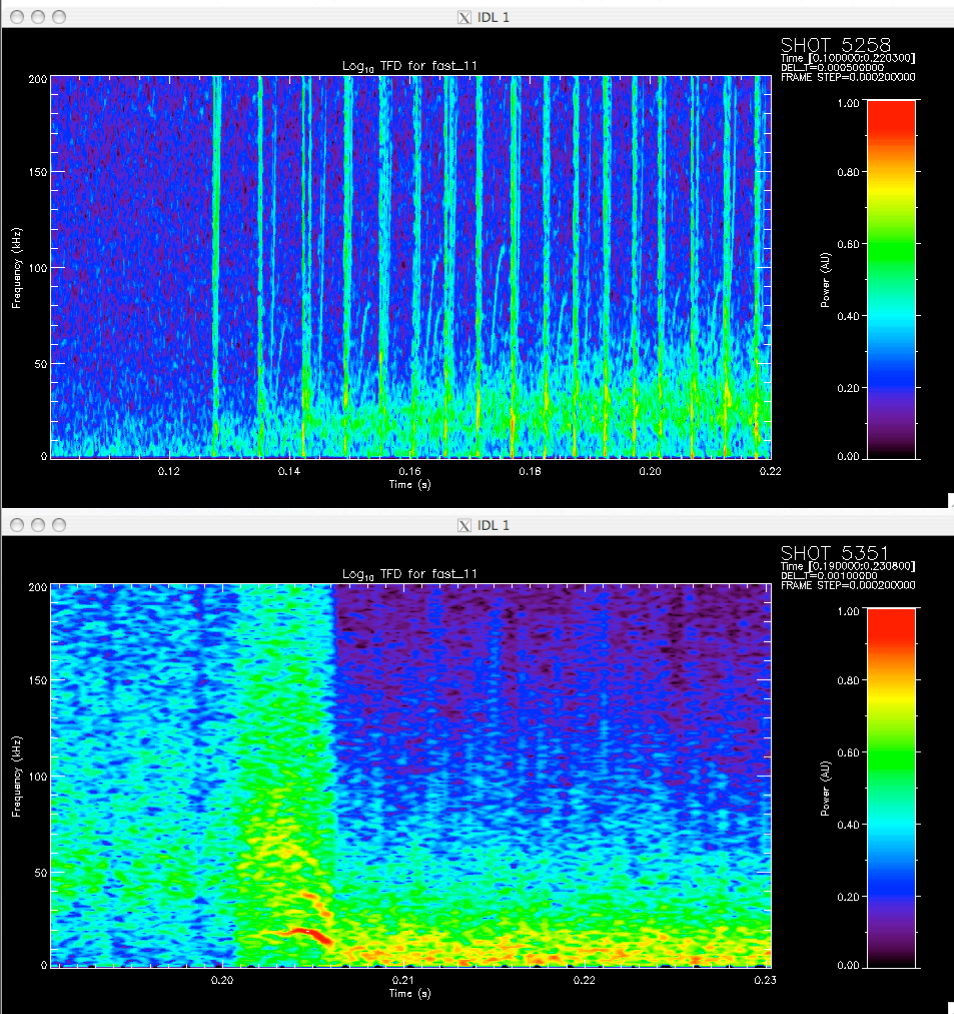 IDL 1
SHOT 5258
Log₁₀ TFD for fast_11
Time [0.100000:0.220300]
DEL_T=0.000500000
FRAME STEP=0.000200000
200
150
100
50
0
Frequency (kHz)
0.12
0.14
0.16
0.18
0.20
0.22
Time (s)
1.00
0.80
0.60
0.40
0.20
0.00
Power (AU)
IDL 1
SHOT 5351
Log₁₀ TFD for fast_11
Time [0.190000:0.230800]
DEL_T=0.00100000
FRAME STEP=0.000200000
200
150
100
50
0
Frequency (kHz)
0.20
0.21
0.22
0.23
Time (s)
1.00
0.80
0.60
0.40
0.20
0.00
Power (AU)